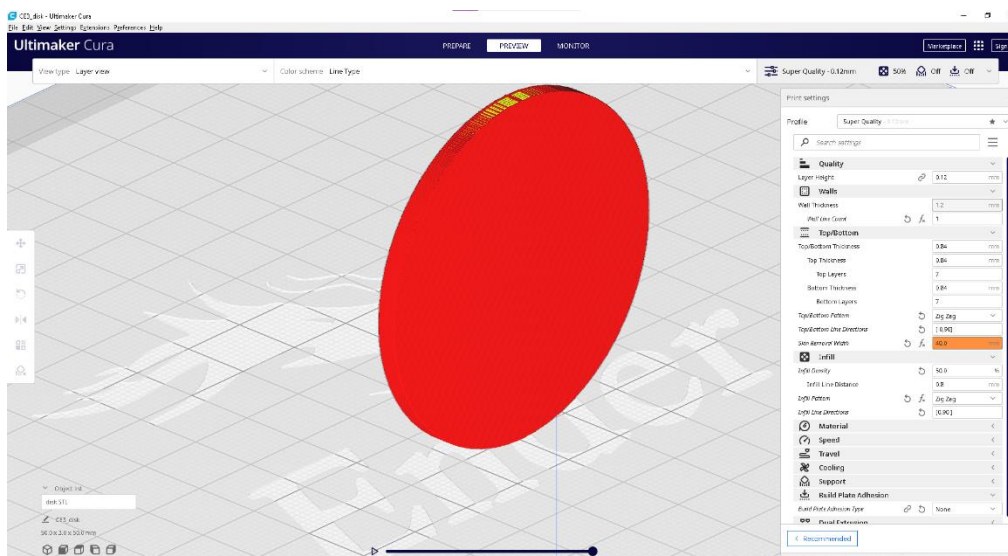 CE3_disk - Ultimaker Cura
File Edit View Settings Extensions Preferences Help
Ultimaker Cura
PREPARE PREVIEW MONITOR
Marketplace Sign
View type Layer view
Color scheme Line Type
Super Quality - 0.12mm 50% Off Off
Print settings
Profile Super Quality
Search settings
Quality
Layer Height 0.12 mm
Walls
Wall Thickness 1.2 mm
Wall Line Count 1
Top/Bottom
Top/Bottom Thickness 0.84 mm
Top Thickness 0.84 mm
Top Layers 7
Bottom Thickness 0.84 mm
Bottom Layers 7
Top/Bottom Pattern Zig Zag
Top/Bottom Line Directions
Skin Removal Width 40.0 mm
Infill
Infill Density 50.0 %
Infill Line Distance 0.8 mm
Infill Pattern Zig Zag
Infill Line Directions
Material
Speed
Travel
Cooling
Support
Build Plate Adhesion
Build Plate Adhesion Type None
Dual Extrusion
Recommended
Ender
Object list
disk.STL
CE3_disk